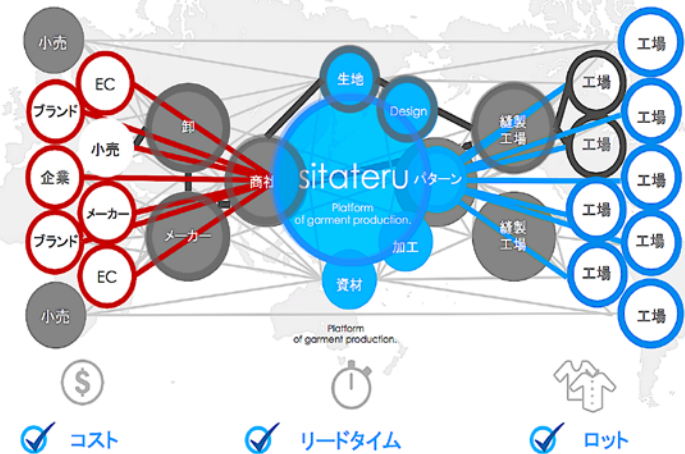 小売
EC
ブランド
小売
企業
メーカー
ブランド
EC
小売
卸
メーカー
商社
生地
Design
sitateru
Platform
of garment production.
パターン
加工
資材
Platform
of garment production.
縫製
工場
縫製
工場
工場
工場
工場
工場
工場
工場
工場
工場
工場
$
コスト
リードタイム
ロット